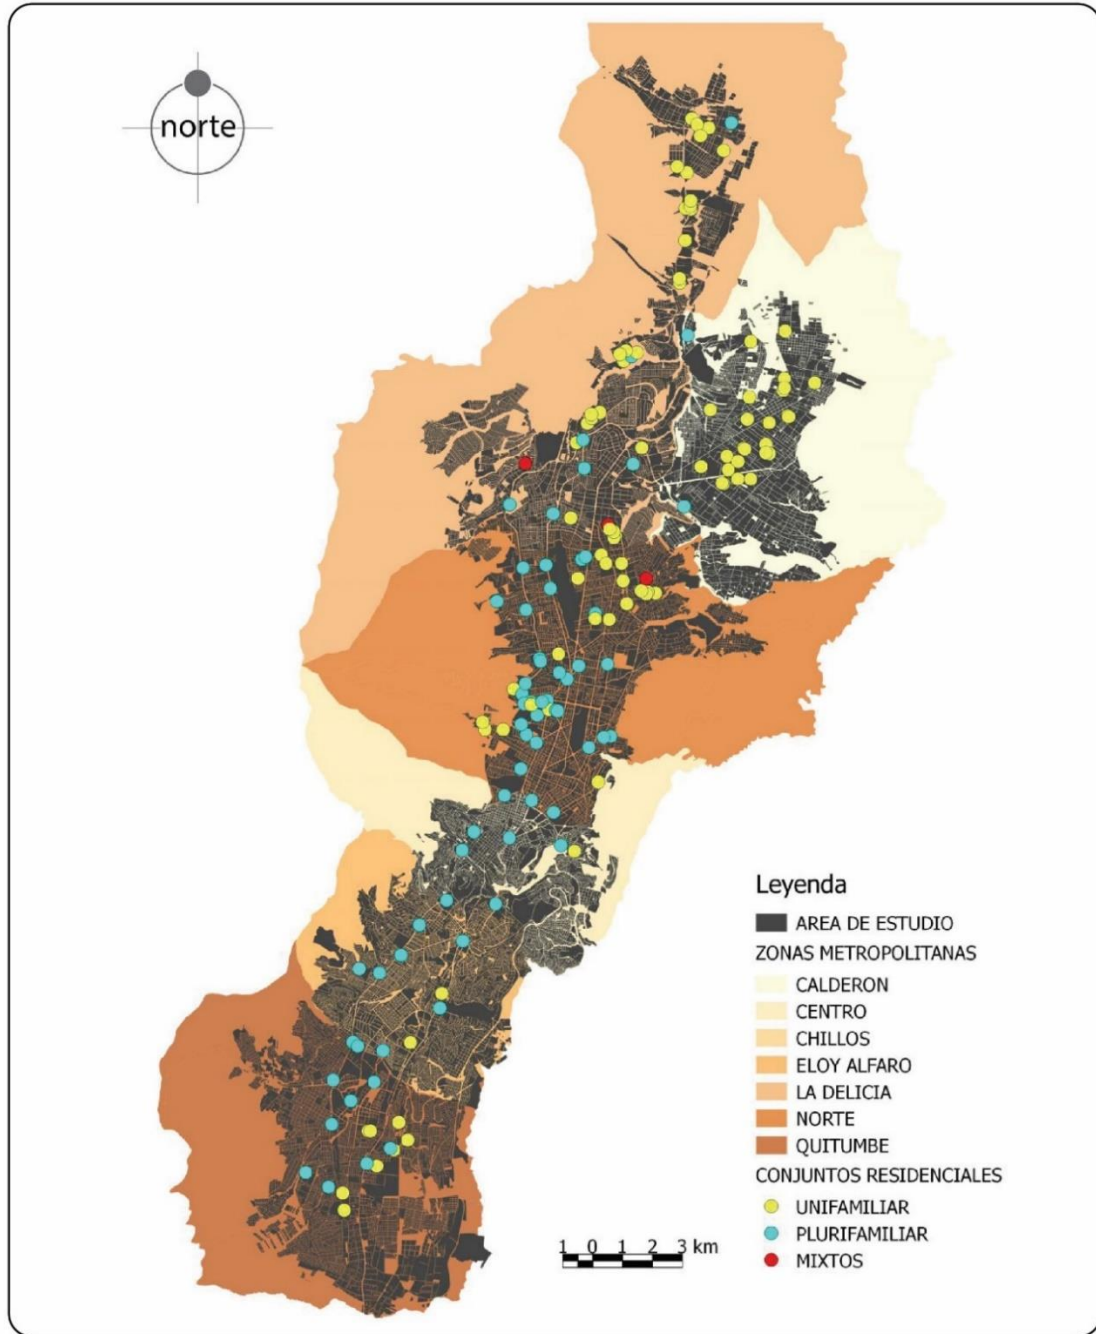 norte
Leyenda
AREA DE ESTUDIO
ZONAS METROPOLITANAS
CALDERON
CENTRO
CHILLOS
ELOY ALFARO
LA DELICIA
NORTE
QUITUMBE
CONJUNTOS RESIDENCIALES
UNIFAMILIAR
PLURIFAMILIAR
MIXTOS
1 0 1 2 3 km